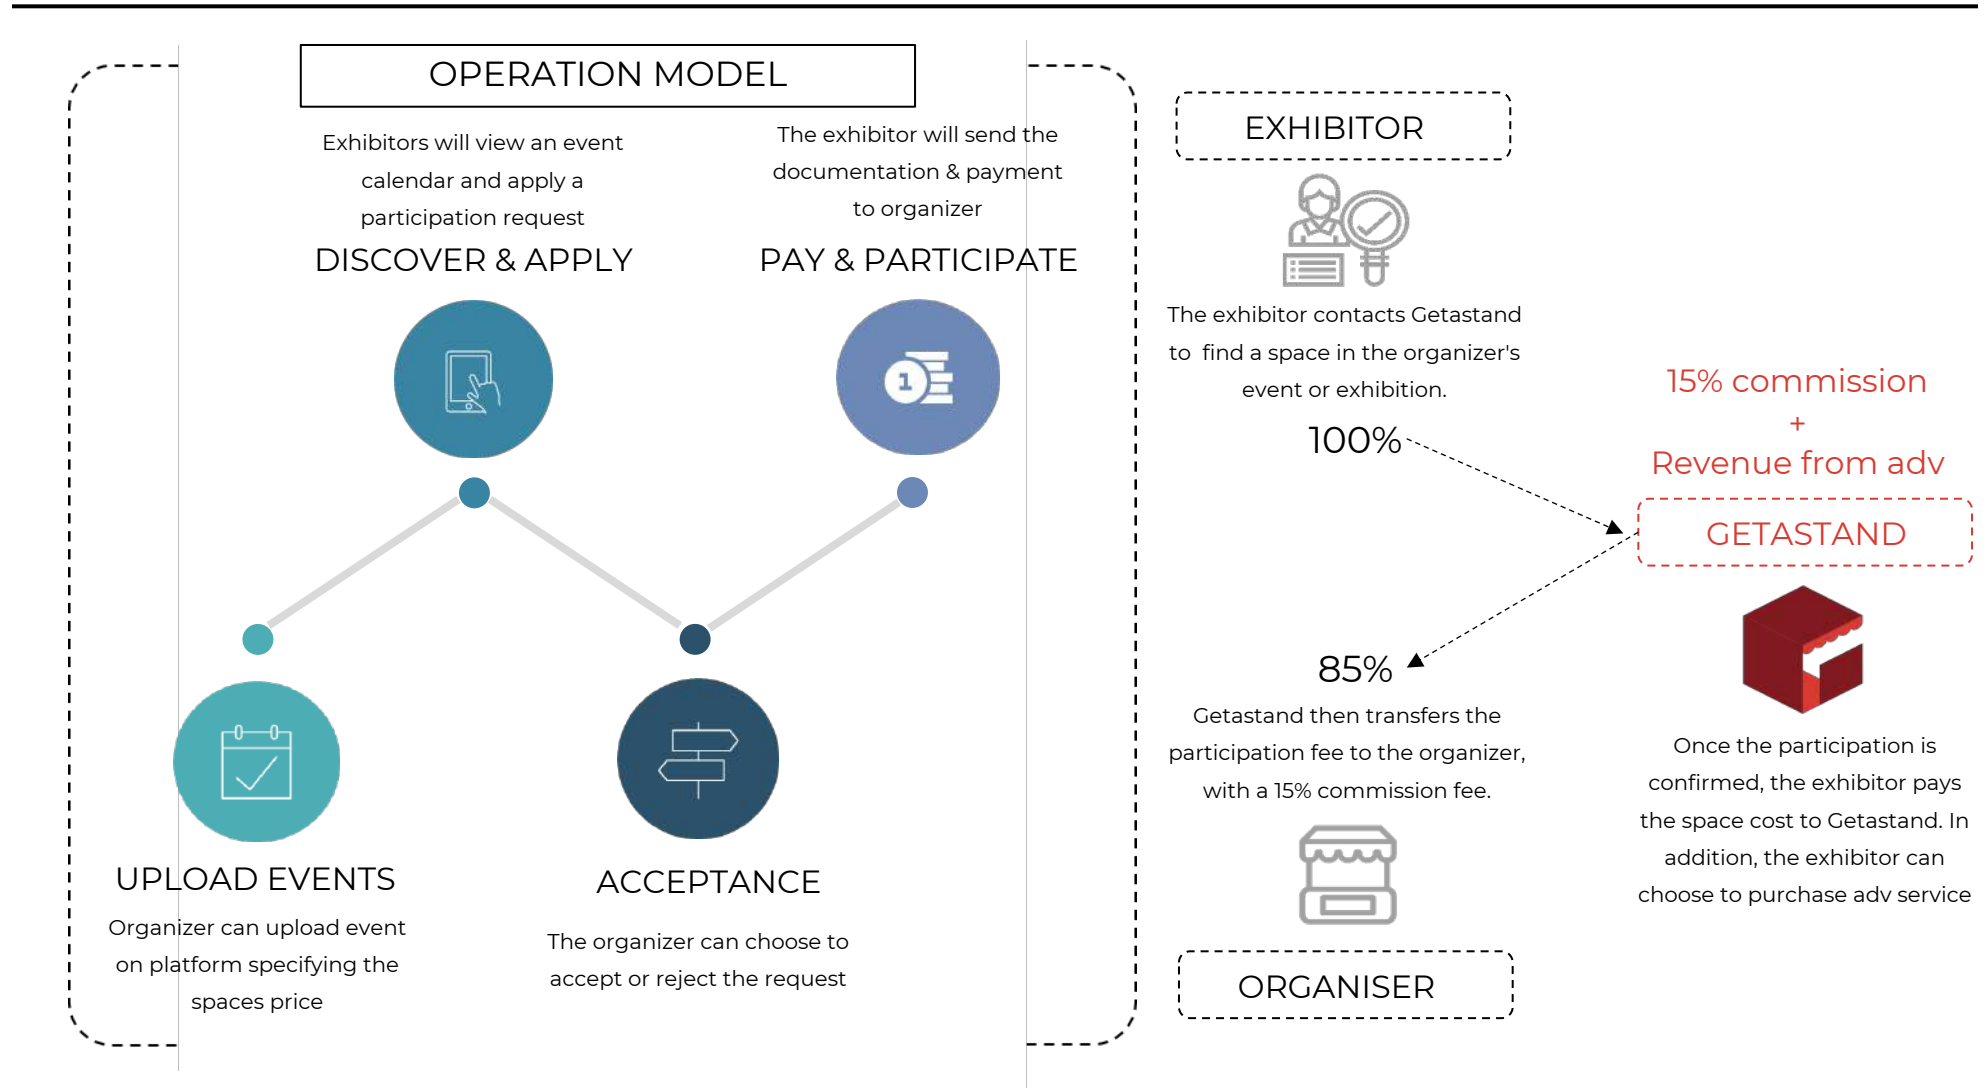 OPERATION MODEL
Exhibitors will view an event
calendar and apply a
participation request
DISCOVER & APPLY
The exhibitor will send the
documentation & payment
to organizer
PAY & PARTICIPATE
1
UPLOAD EVENTS
Organizer can upload event
on platform specifying the
spaces price
ACCEPTANCE
The organizer can choose to
accept or reject the request
EXHIBITOR
The exhibitor contacts Getastand
to find a space in the organizer's
event or exhibition.
100%
85%
Getastand then transfers the
participation fee to the organizer,
with a 15% commission fee.
ORGANISER
15% commission
+
Revenue from adv
GETASTAND
Once the participation is
confirmed, the exhibitor pays
the space cost to Getastand. In
addition, the exhibitor can
choose to purchase adv service